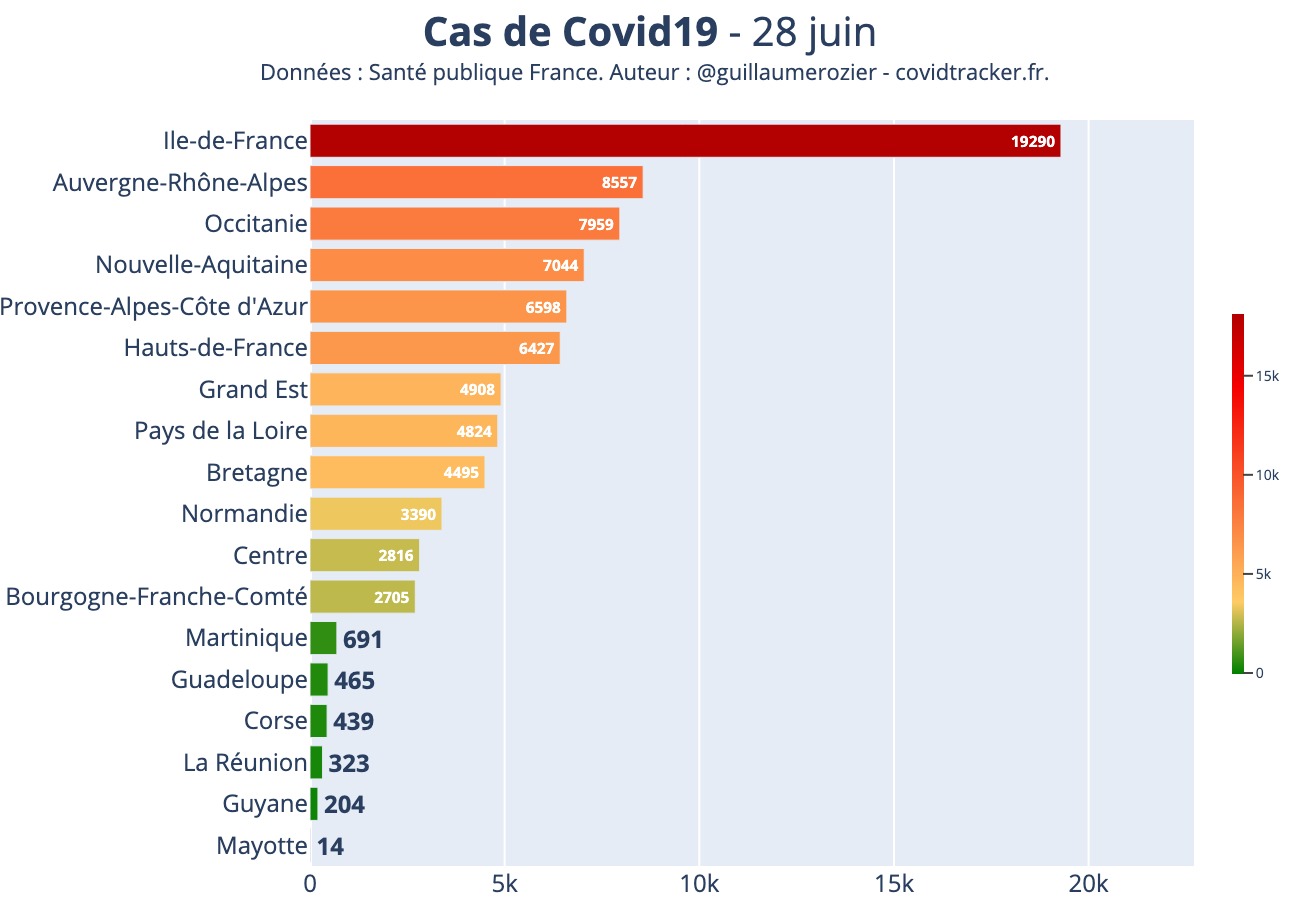 Cas de Covid19 - 28 juin
Données : Santé publique France. Auteur : @guillaumerozier - covidtracker.fr.
Ile-de-France 19290
Auvergne-Rhône-Alpes 8557
Occitanie 7959
Nouvelle-Aquitaine 7044
Provence-Alpes-Côte d'Azur 6598
Hauts-de-France 6427
Grand Est 4908
Pays de la Loire 4824
Bretagne 4495
Normandie 3390
Centre 2816
Bourgogne-Franche-Comté 2705
Martinique 691
Guadeloupe 465
Corse 439
La Réunion 323
Guyane 204
Mayotte 14
0 5k 10k 15k 20k
15k
10k
5k
0